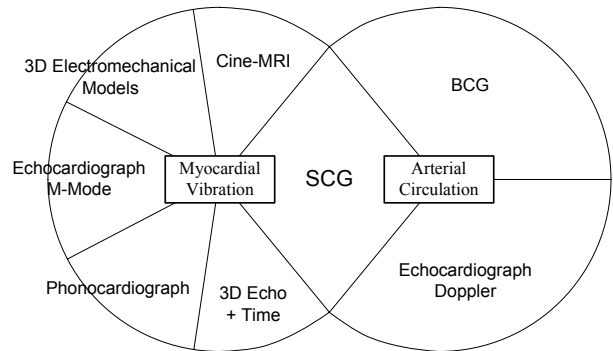 3D Electromechanical
Models
Cine-MRI
BCG
Echocardiograph
M-Mode
Myocardial
Vibration
SCG
Arterial
Circulation
Phonocardiograph
3D Echo
+ Time
Echocardiograph
Doppler